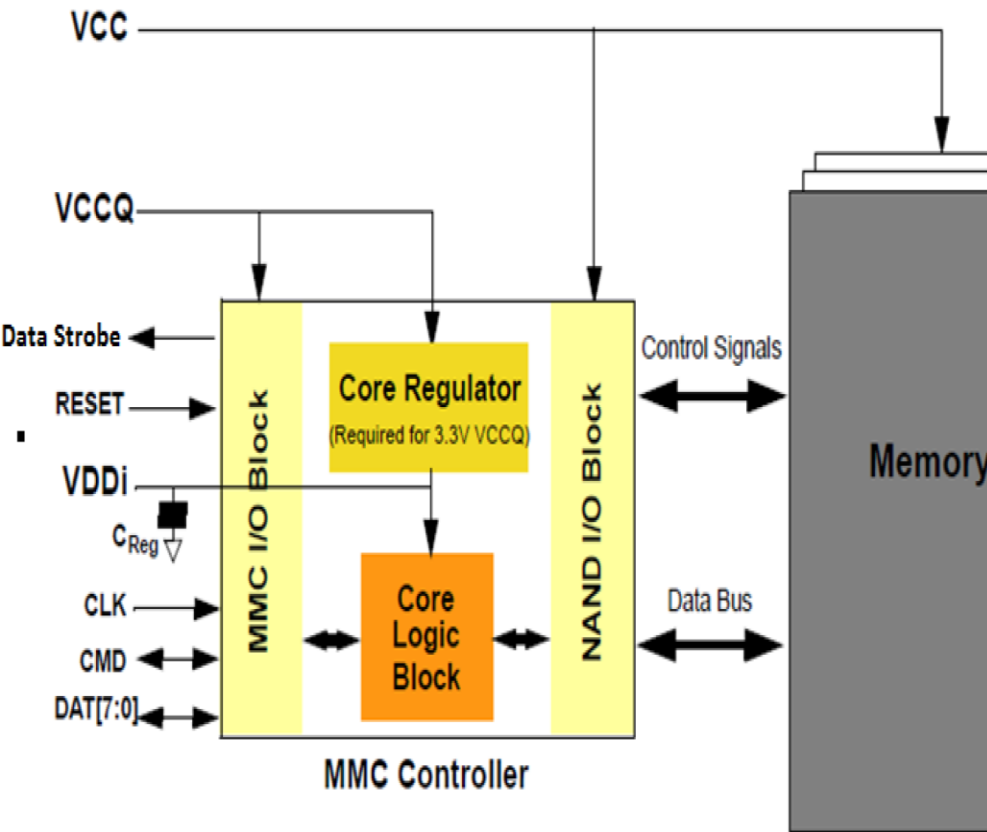 VCC
VCCQ
Data Strobe
RESET
VDDi
CReg
CLK
CMD
DAT[7:0]
MMC I/O Block
Core Regulator
(Required for 3.3V VCCQ)
Core
Logic
Block
NAND I/O Block
MMC Controller
Control Signals
Data Bus
Memory